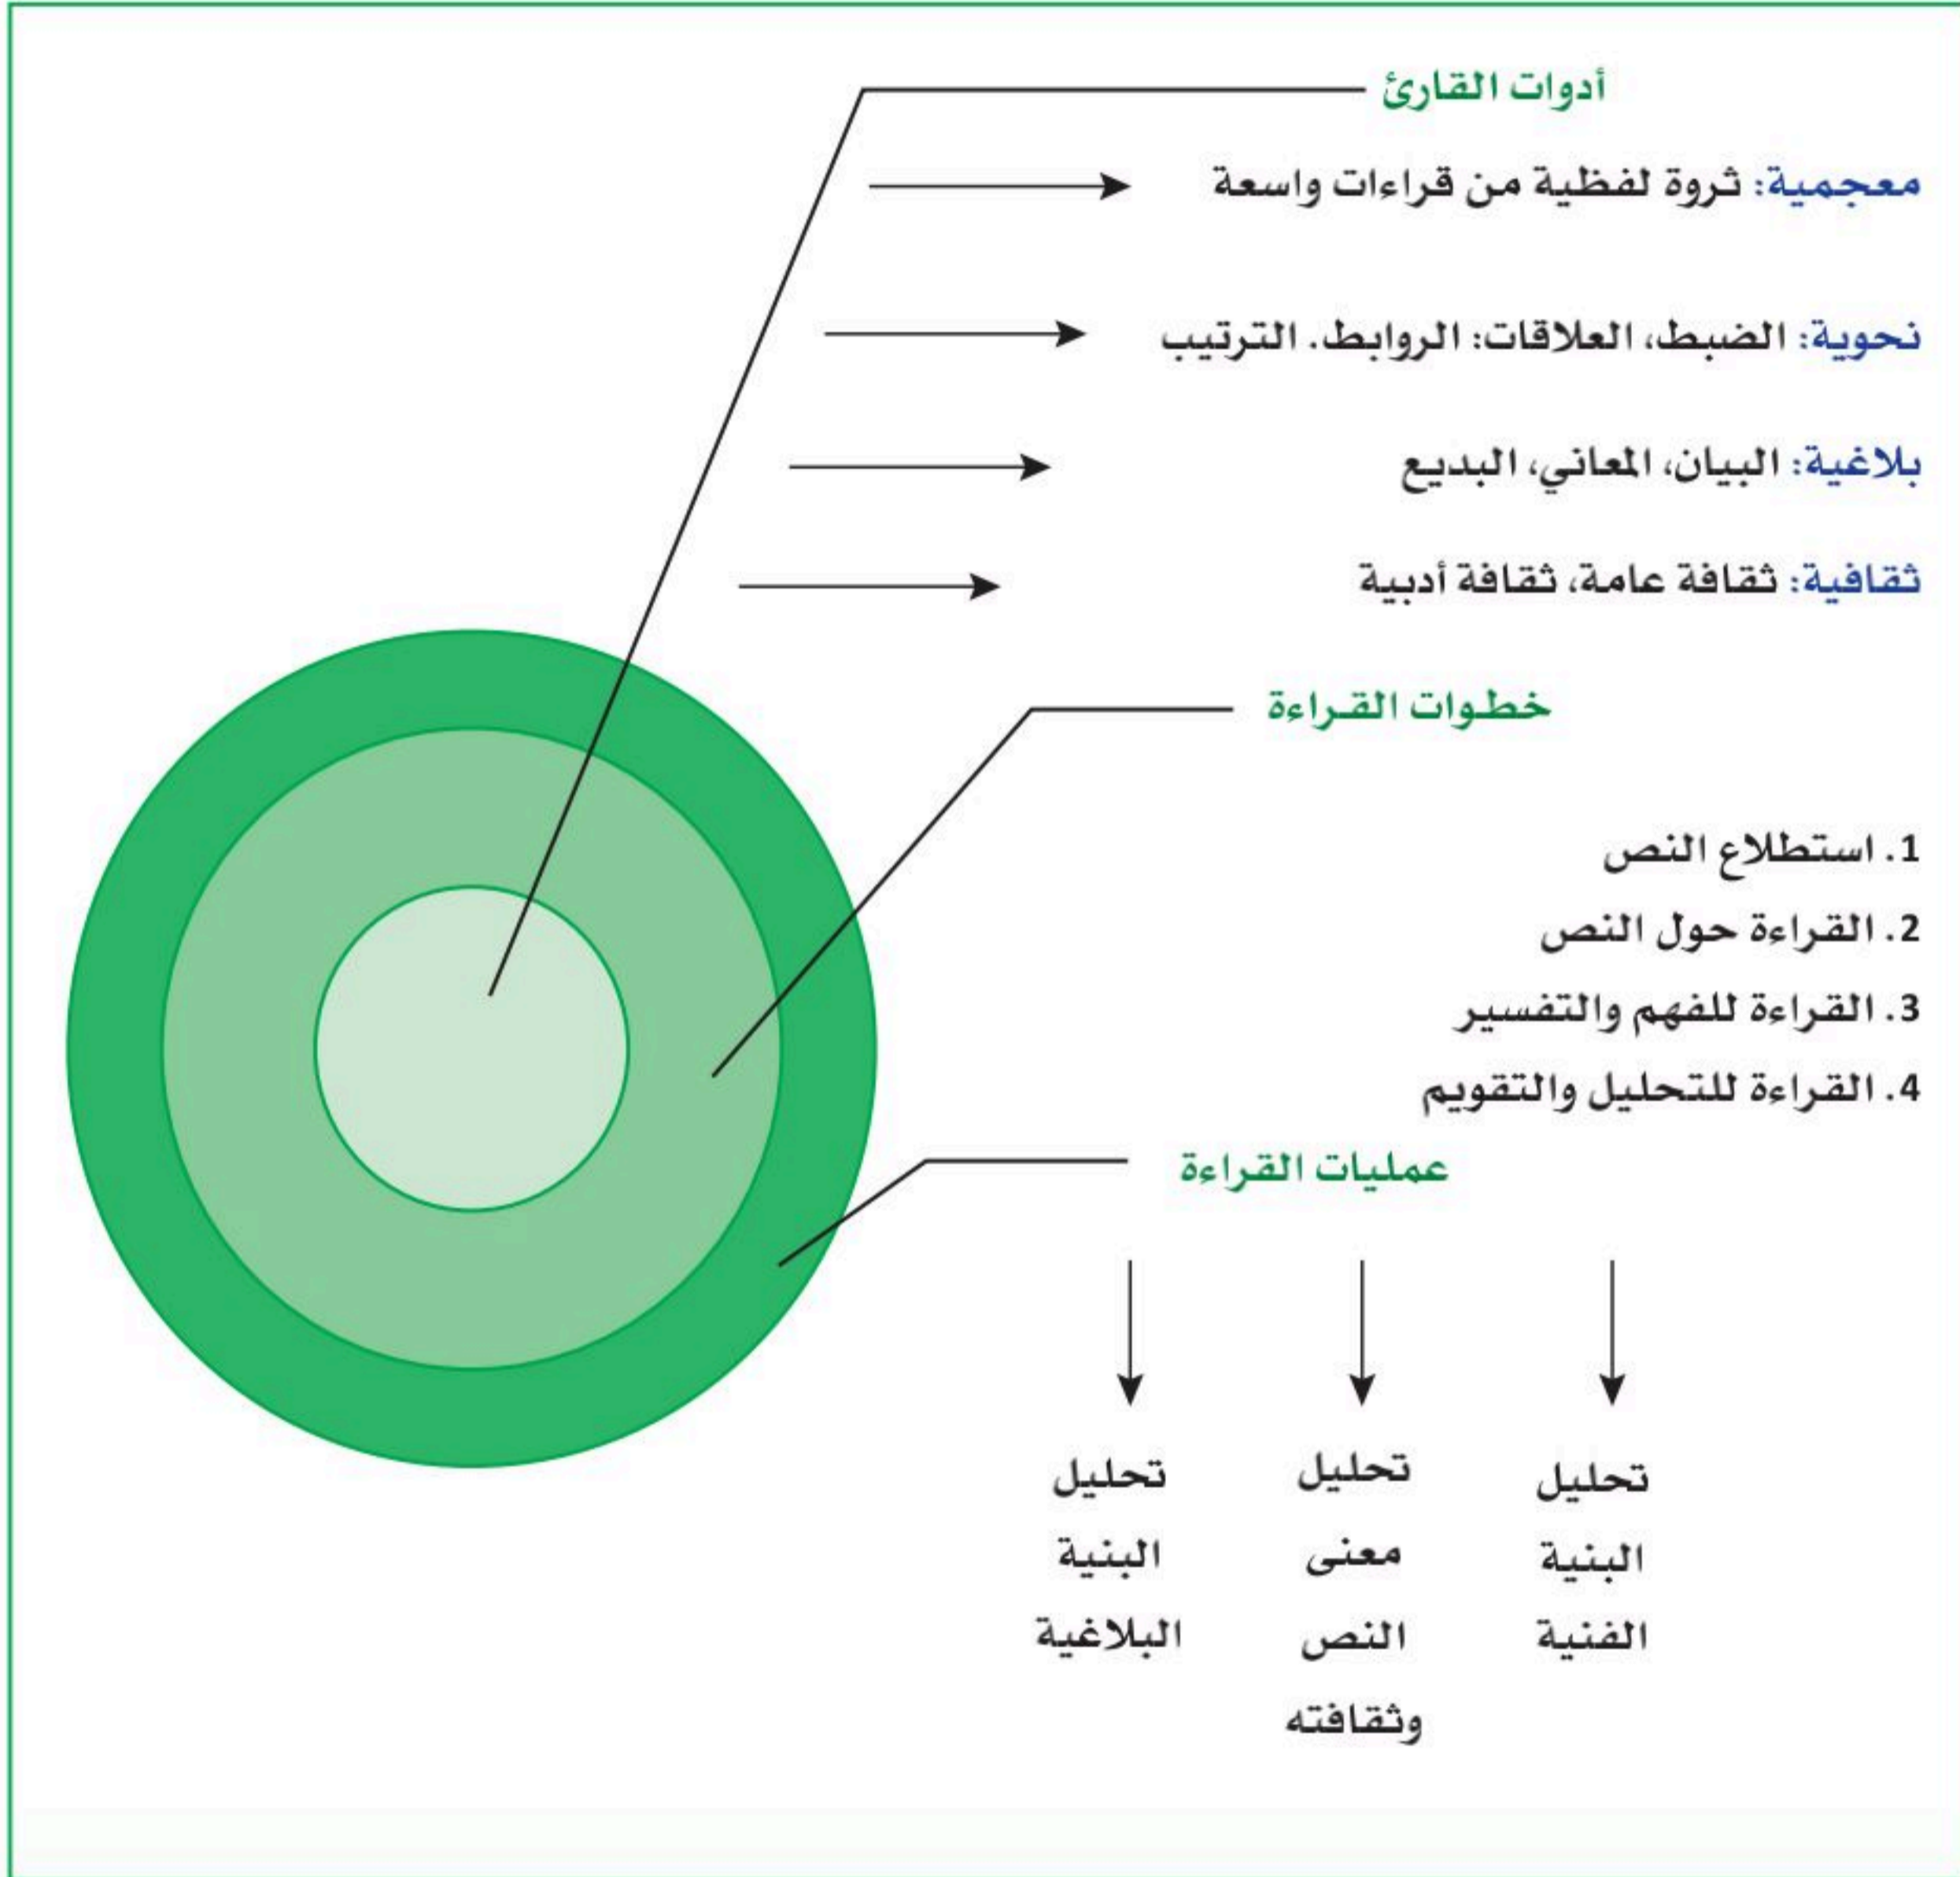 أدوات القارئ
معجمية: ثروة لفظية من قراءات واسعة
نحوية: الضبط، العلاقات: الروابط. الترتيب
بلاغية: البيان، المعاني، البديع
ثقافية: ثقافة عامة، ثقافة أدبية
خطوات القراءة
1. استطلاع النص
2. القراءة حول النص
3. القراءة للفهم والتفسير
4. القراءة للتحليل والتقويم
عمليات القراءة
تحليل
البنية
الفنية
تحليل
معنى
النص
وثقافته
تحليل
البنية
البلاغية